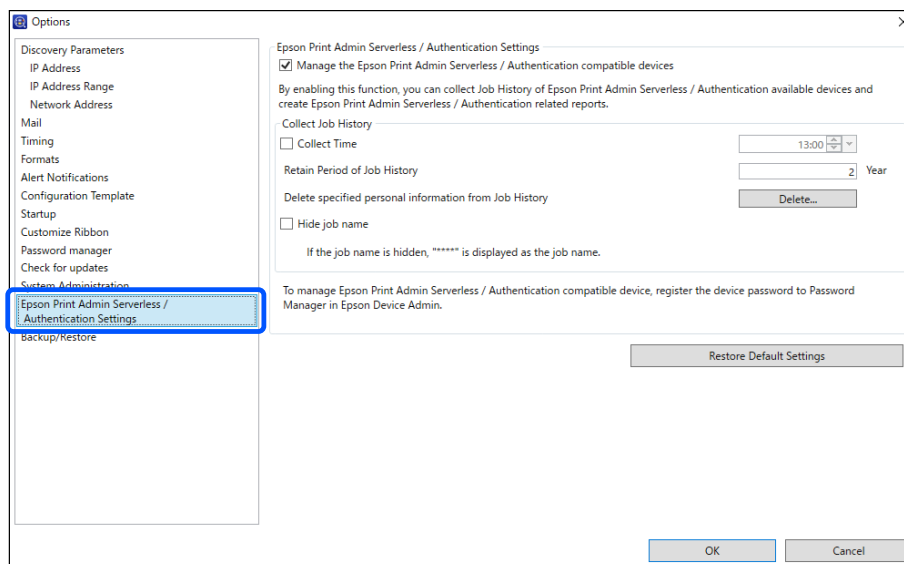 Options
Discovery Parameters
IP Address
IP Address Range
Network Address
Mail
Timing
Formats
Alert Notifications
Configuration Template
Startup
Customize Ribbon
Password manager
Check for updates
System Administration
Epson Print Admin Serverless /
Authentication Settings
Backup/Restore
Epson Print Admin Serverless / Authentication Settings
Manage the Epson Print Admin Serverless / Authentication compatible devices
By enabling this function, you can collect Job History of Epson Print Admin Serverless / Authentication available devices and
create Epson Print Admin Serverless / Authentication related reports.
Collect Job History
Collect Time 13:00
Retain Period of Job History 2 Year
Delete specified personal information from Job History Delete...
Hide job name
If the job name is hidden, "*****" is displayed as the job name.
To manage Epson Print Admin Serverless / Authentication compatible device, register the device password to Password
Manager in Epson Device Admin.
Restore Default Settings
OK Cancel